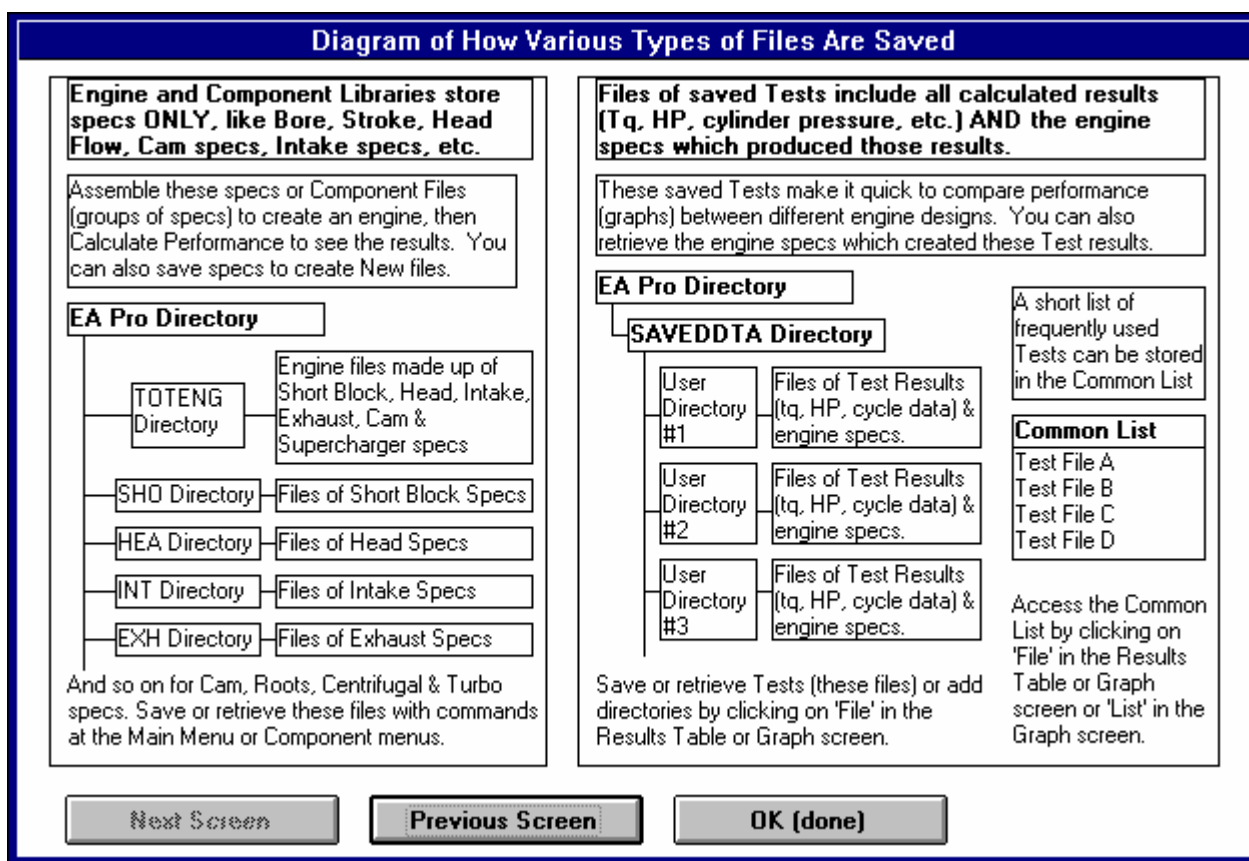 Diagram of How Various Types of Files Are Saved
Engine and Component Libraries store
specs ONLY, like Bore, Stroke, Head
Flow, Cam specs, Intake specs, etc.
Assemble these specs or Component Files
(groups of specs) to create an engine, then
Calculate Performance to see the results.  You
can also save specs to create New files.
EA Pro Directory
TOTENG
Directory
Engine files made up of
Short Block, Head, Intake,
Exhaust, Cam &
Supercharger specs
SHO Directory
Files of Short Block Specs
HEA Directory
Files of Head Specs
INT Directory
Files of Intake Specs
EXH Directory
Files of Exhaust Specs
And so on for Cam, Roots, Centrifugal & Turbo
specs. Save or retrieve these files with commands
at the Main Menu or Component menus.
Files of saved Tests include all calculated results
(Tq, HP, cylinder pressure, etc.) AND the engine
specs which produced those results.
These saved Tests make it quick to compare performance
(graphs) between different engine designs.  You can also
retrieve the engine specs which created these Test results.
EA Pro Directory
SAVEDDTA Directory
User
Directory
#1
Files of Test Results
(tq, HP, cycle data) &
engine specs.
User
Directory
#2
Files of Test Results
(tq, HP, cycle data) &
engine specs.
User
Directory
#3
Files of Test Results
(tq, HP, cycle data) &
engine specs.
Save or retrieve Tests (these files) or add
directories by clicking on 'File' in the
Results Table or Graph screen.
A short list of
frequently used
Tests can be stored
in the Common List
Common List
Test File A
Test File B
Test File C
Test File D
Access the Common
List by clicking on
'File' in the Results
Table or Graph
screen or 'List' in the
Graph screen.
Next Screen
Previous Screen
OK (done)